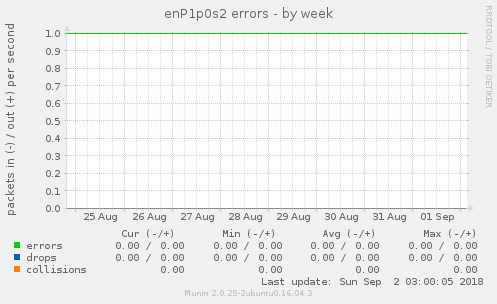 enP1p0s2 errors - by week
RRDTOOL / TOBI OETIKER
packets in (-) / out (+) per second
1.0
0.9
0.8
0.7
0.6
0.5
0.4
0.3
0.2
0.1
0.0
25 Aug 26 Aug 27 Aug 28 Aug 29 Aug 30 Aug 31 Aug 01 Sep
Cur (-/+) Min (-/+) Avg (-/+) Max (-/+)
errors 0.00 / 0.00 0.00 / 0.00 0.00 / 0.00 0.00 / 0.00
drops 0.00 / 0.00 0.00 / 0.00 0.00 / 0.00 0.00 / 0.00
collisions 0.00 0.00 0.00 0.00
Last update: Sun Sep 2 03:00:05 2018
Munin 2.0.25-2ubuntu0.16.04.3